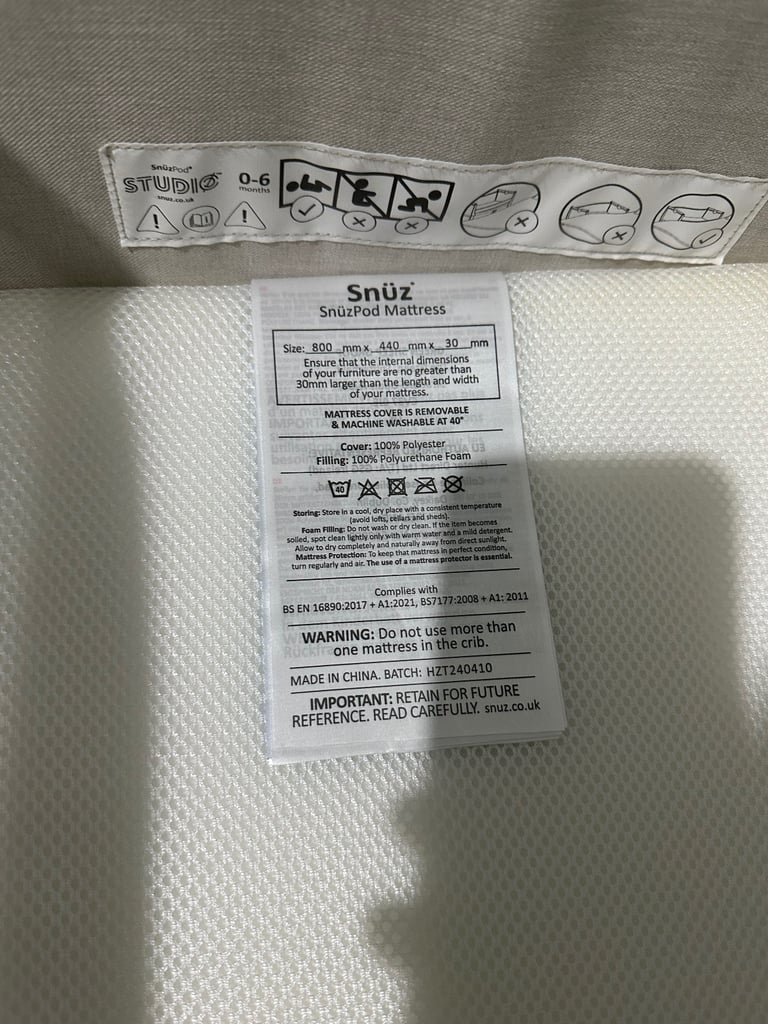 SnüzPod
STUDIO
snuz.co.uk
0-6
months
Snüz
SnüzPod Mattress
Size: 800 mm x 440 mm x 30 mm
Ensure that the internal dimensions
of your furniture are no greater than
30mm larger than the length and width
of your mattress.
MATTRESS COVER IS REMOVABLE
& MACHINE WASHABLE AT 40°
Cover: 100% Polyester
Filling: 100% Polyurethane Foam
40
Storing: Store in a cool, dry place with a consistent temperature
(avoid lofts, cellars and sheds).
Foam Filling: Do not wash or dry clean. If the item becomes
soiled, spot clean lightly only with warm water and a mild detergent.
Allow to dry completely and naturally away from direct sunlight.
Mattress Protection: To keep that mattress in perfect condition,
turn regularly and air. The use of a mattress protector is essential.
Complies with
BS EN 16890:2017 + A1:2021, BS7177:2008 + A1: 2011
WARNING: Do not use more than
one mattress in the crib.
MADE IN CHINA. BATCH: HZT240410
IMPORTANT: RETAIN FOR FUTURE
REFERENCE. READ CAREFULLY. snuz.co.uk